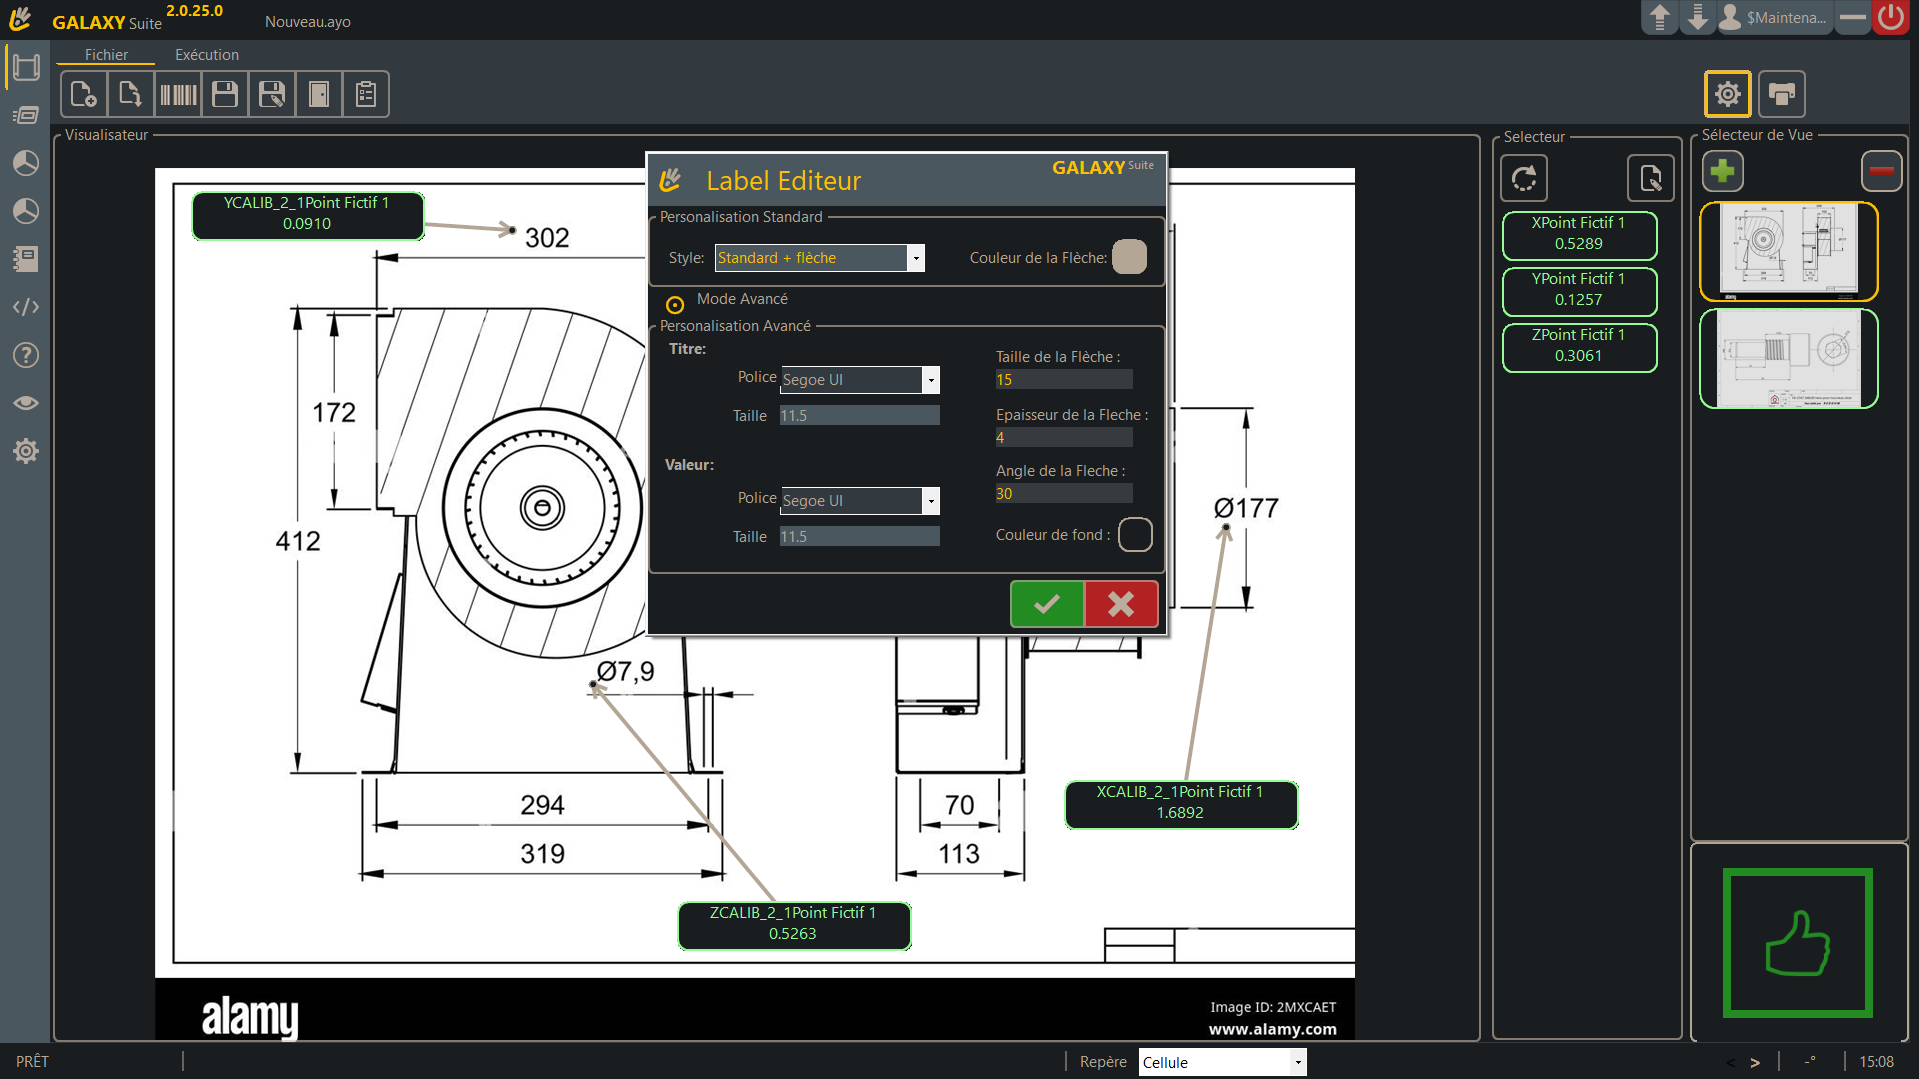 GALAXY Suite 2.0.25.0
Nouveau.ayo
$Maintena...
Fichier
Exécution
Visualisateur
YCALIB_2_1Point Fictif 1
0.0910
302
172
412
Ø7,9
294
319
70
113
Ø177
XCALIB_2_1Point Fictif 1
1.6892
ZCALIB_2_1Point Fictif 1
0.5263
alamy
Image ID: 2MXCAET
www.alamy.com
Label Editeur
GALAXY Suite
Personalisation Standard
Style: Standard + flèche
Couleur de la Flèche:
Mode Avancé
Personalisation Avancé
Titre:
Police Segoe UI
Taille 11.5
Valeur:
Police Segoe UI
Taille 11.5
Taille de la Flèche :
15
Epaisseur de la Fleche :
4
Angle de la Fleche :
30
Couleur de fond :
Selecteur
XPoint Fictif 1
0.5289
YPoint Fictif 1
0.1257
ZPoint Fictif 1
0.3061
Sélecteur de Vue
PRÊT
Repère Cellule
< >
-°
15:08